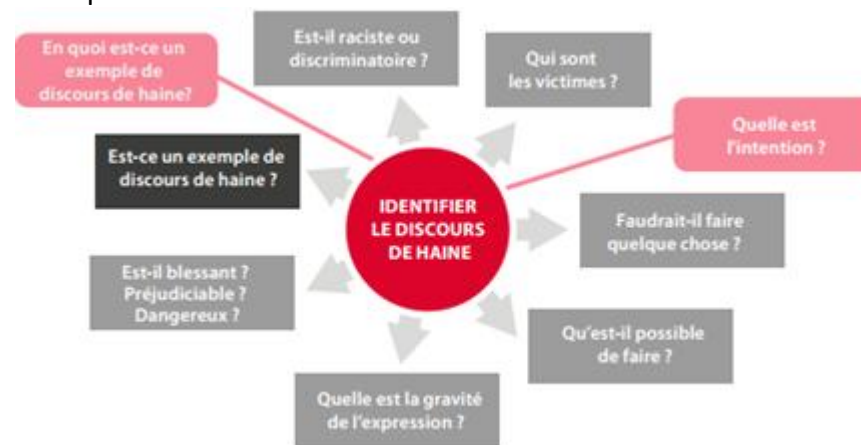 En quoi est-ce un
exemple de
discours de haine?
Est-il raciste ou
discriminatoire ?
Qui sont
les victimes ?
Quelle est
l'intention ?
Est-ce un exemple de
discours de haine ?
IDENTIFIER
LE DISCOURS
DE HAINE
Faudrait-il faire
quelque chose ?
Est-il blessant ?
Préjudiciable ?
Dangereux ?
Qu'est-il possible
de faire ?
Quelle est la gravité
de l'expression ?